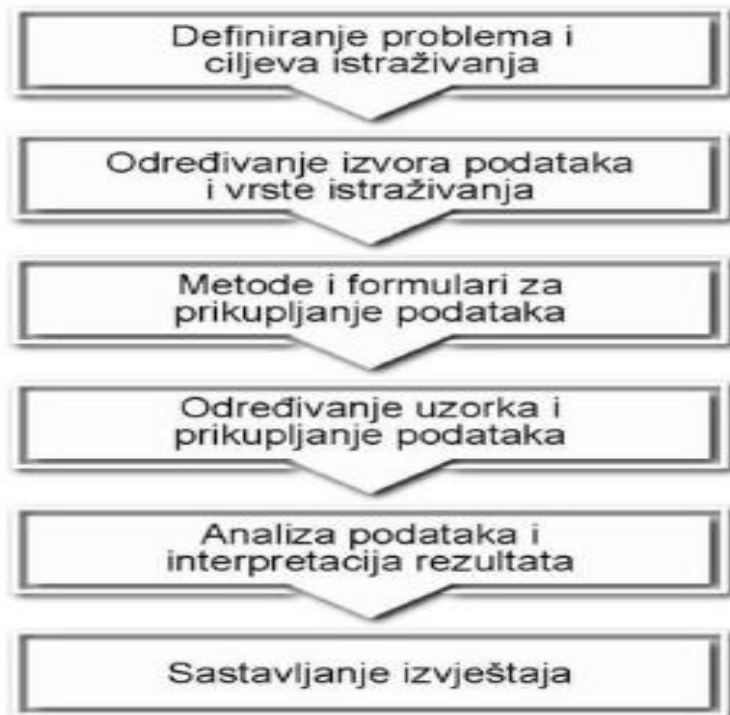 Definiranje problema i
ciljeva istraživanja
Određivanje izvora podataka
i vrste istraživanja
Metode i formulari za
prikupljanje podataka
Određivanje uzorka i
prikupljanje podataka
Analiza podataka i
interpretacija rezultata
Sastavljanje izvještaja